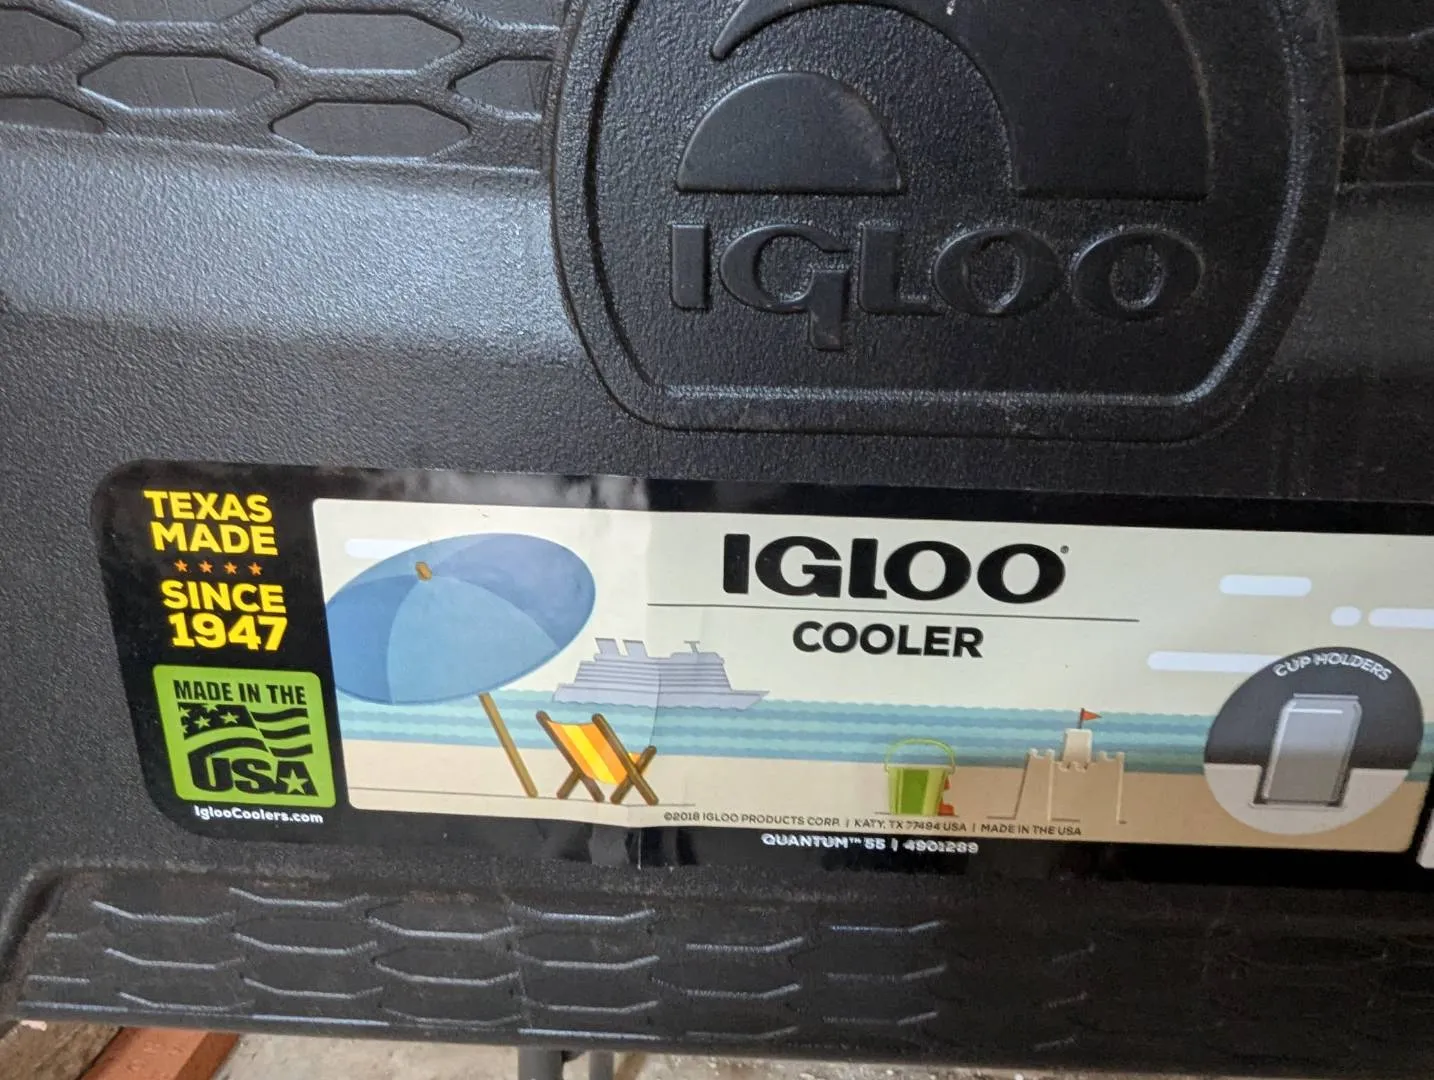 IGLOO
TEXAS
MADE
SINCE
1947
MADE IN THE
USA
IglooCoolers.com
IGLOO®
COOLER
CUP HOLDERS
©2018 IGLOO PRODUCTS CORP. | KATY, TX 77494 USA | MADE IN THE USA
QUANTUM™ 55 | 4901289